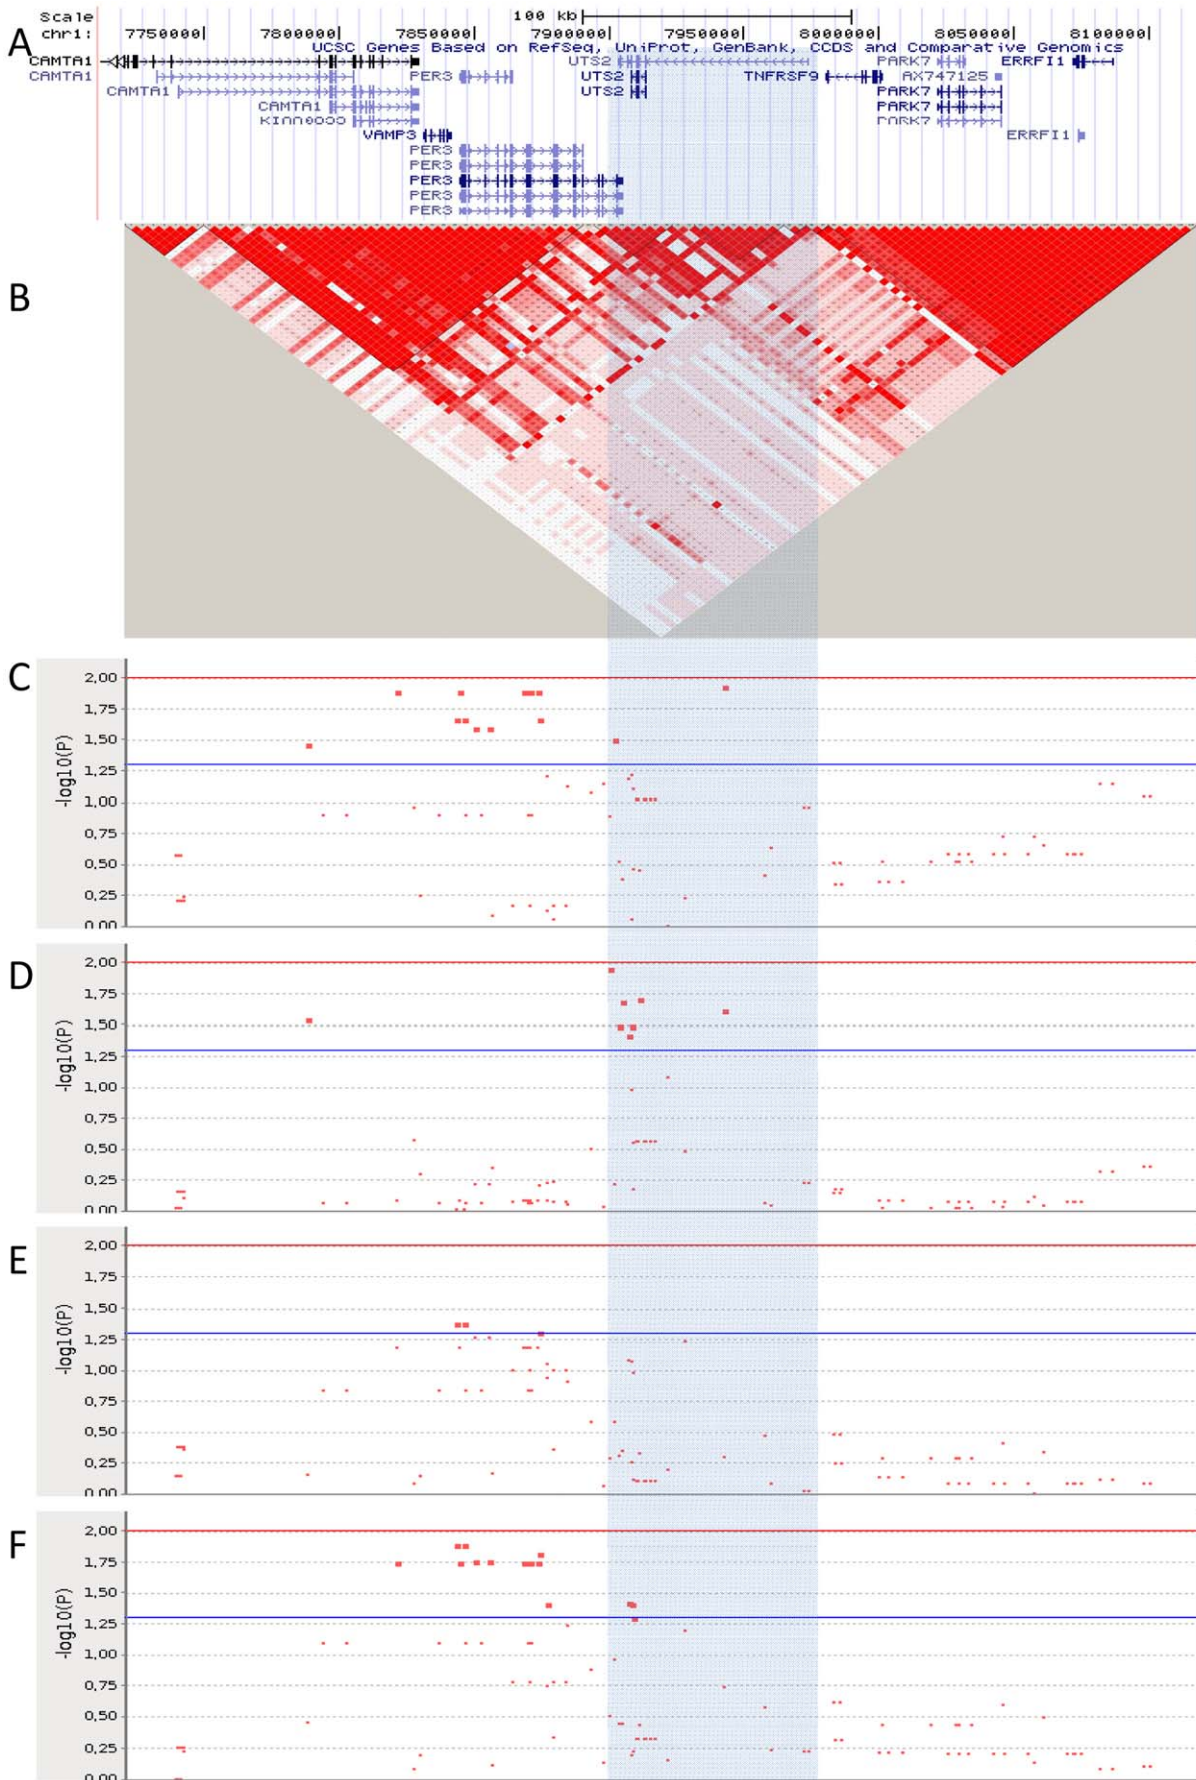 Scale 100 kb
A chr1: 7750000 7800000 7850000 7900000 7950000 8000000 8050000 8100000
UCSC Genes Based on RefSeq, UniProt, GenBank, CCDS and Comparative Genomics
CAMTA1 UTS2 PARK7 ERRFI1
CAMTA1 PER3 UTS2 TNFRSF9 AX747125
CAMTA1 UTS2 PARK7
CAMTA1 PARK7
PARK7
VAMP3 ERRFI1
PER3
PER3
PER3
PER3
PER3
B
C
-log10(P)
2,00
1,75
1,50
1,25
1,00
0,75
0,50
0,25
0,00
D
-log10(P)
2,00
1,75
1,50
1,25
1,00
0,75
0,50
0,25
0,00
E
-log10(P)
2,00
1,75
1,50
1,25
1,00
0,75
0,50
0,25
0,00
F
-log10(P)
2,00
1,75
1,50
1,25
1,00
0,75
0,50
0,25
0,00